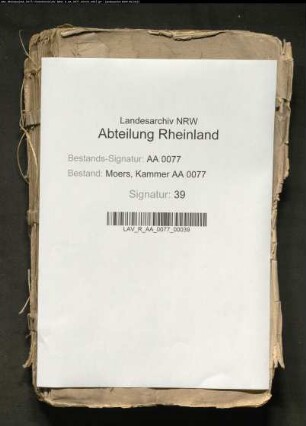 Landesarchiv NRW
Abteilung Rheinland
Bestands-Signatur: AA 0077
Bestand: Moers, Kammer AA 0077
Signatur: 39
LAV_R_AA_0077_00039